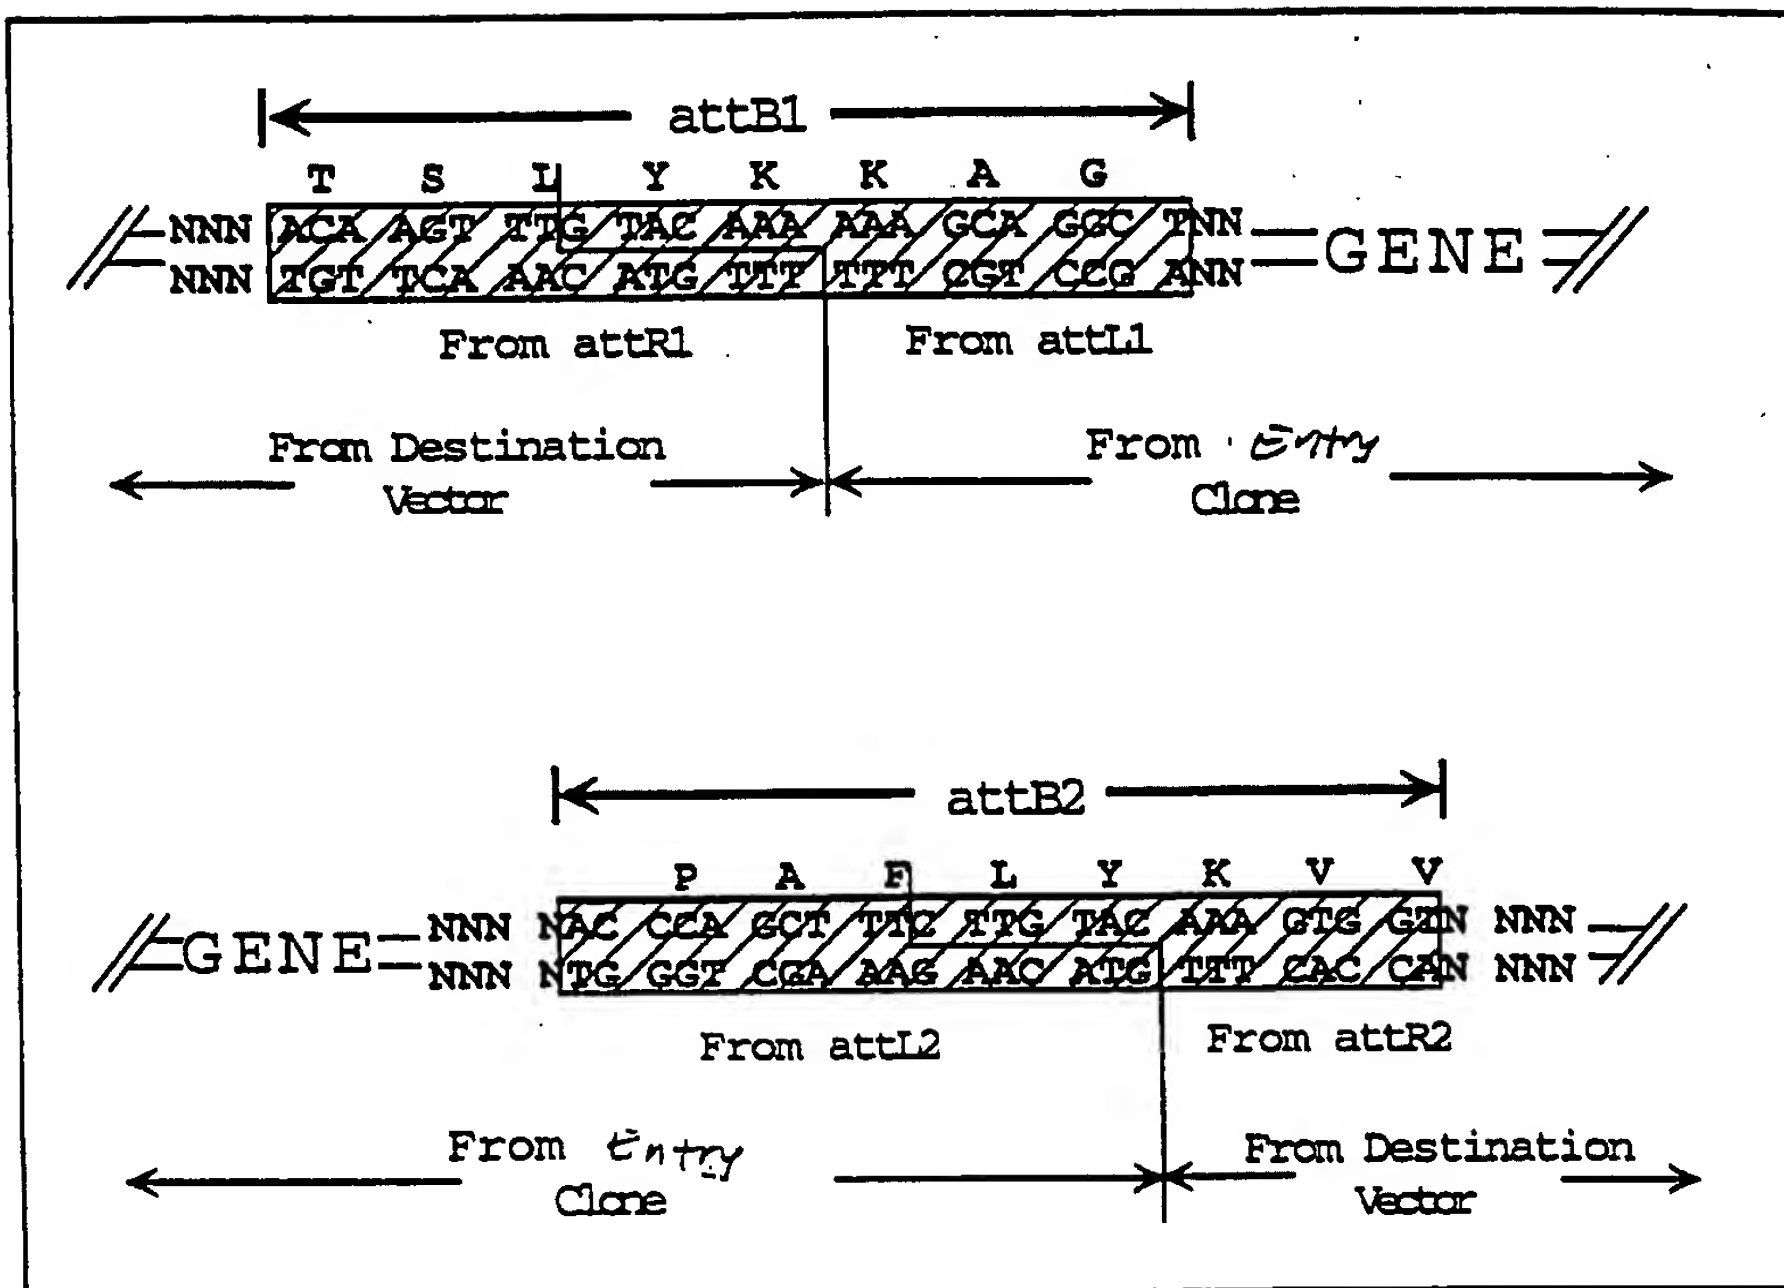 attB1
T S L Y K K A G
NNN ACA AGT TTG TAC AAA AAA GCA GGC TNN GENE
NNN TGT TCA AAC ATG TTT TTT CGT CCG ANN
From attR1 From attL1
From Destination Vector
From Entry Clone
attB2
P A F L Y K V V
GENE NNN NAC CCA GCT TTC TTG TAC AAA GTG GTN NNN
NNN NTG GGT CGA AAG AAC ATG TTT CAC CAN NNN
From attL2 From attR2
From Entry Clone
From Destination Vector